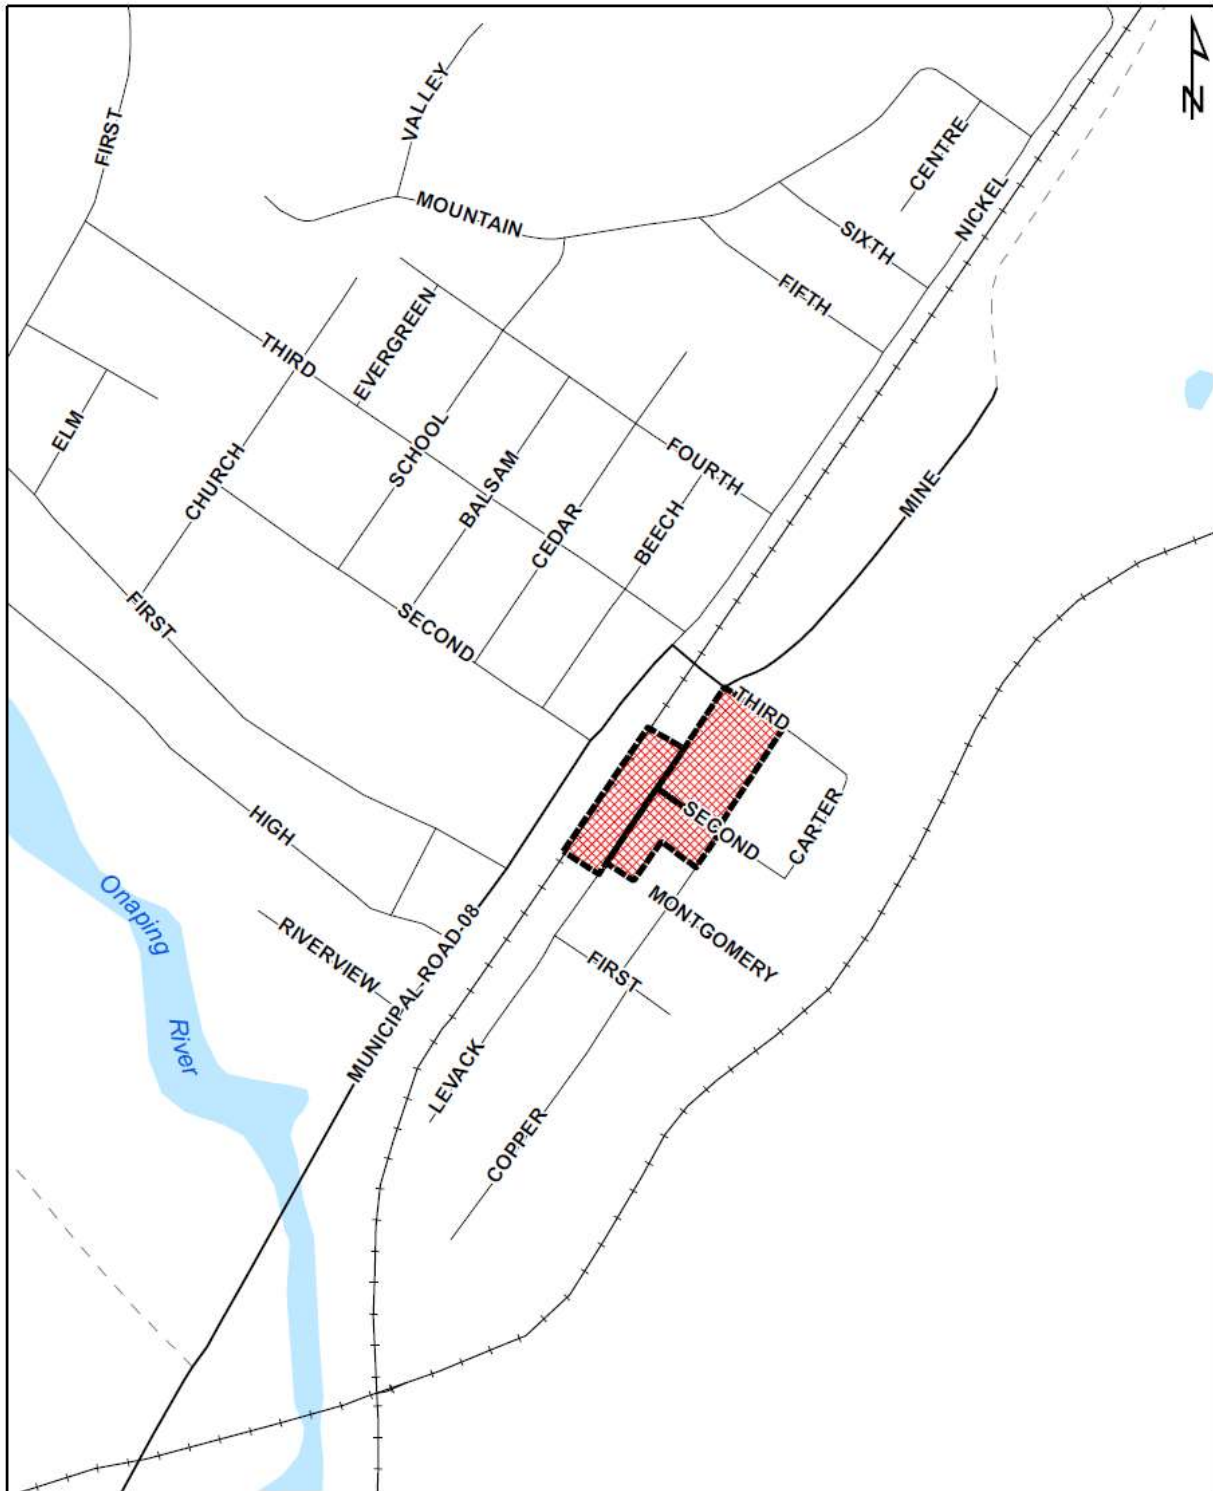 FIRST
VALLEY
MOUNTAIN
CENTRE
SIXTH
NICKEL
FIFTH
N
THIRD
EVERGREEN
ELM
CHURCH
SCHOOL
BALSAM
CEDAR
FOURTH
BEECH
MINE
FIRST
SECOND
THIRD
HIGH
SECOND
CARTER
Onaping
River
RIVERVIEW
MUNICIPAL ROAD 08
MONTGOMERY
FIRST
LEVACK
COPPER